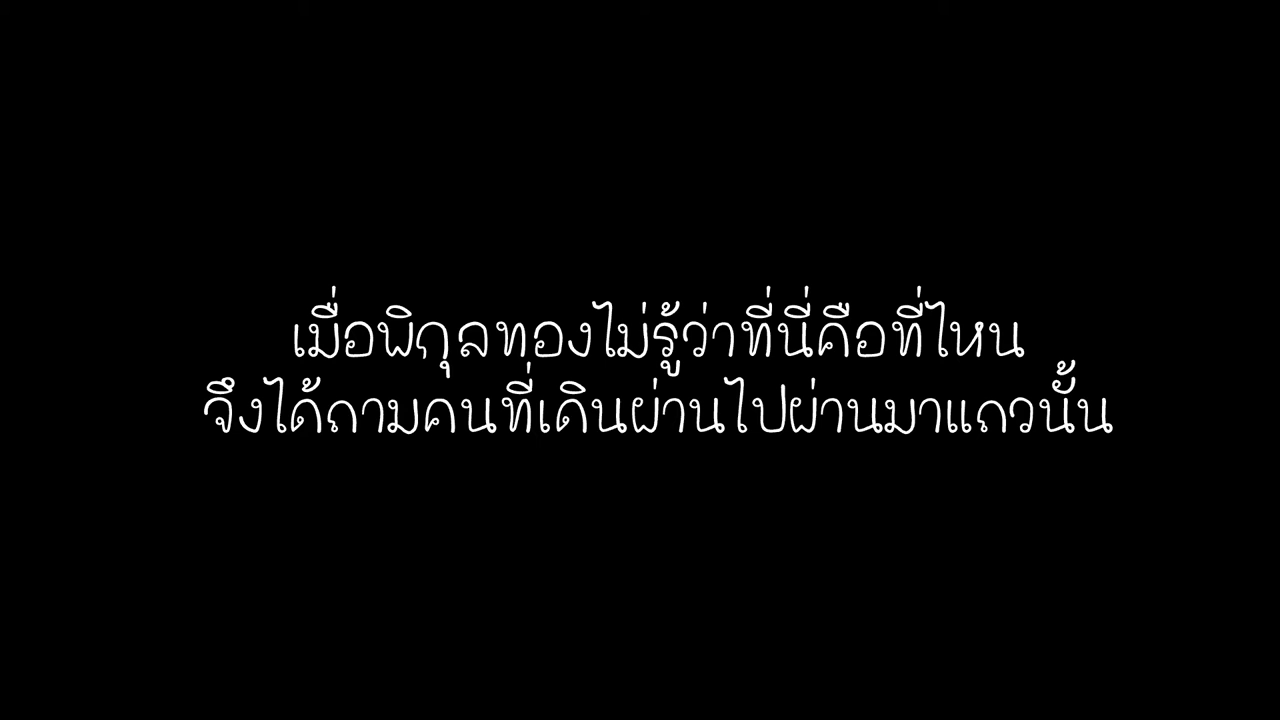 เมื่อพิกุลทองไม่รู้ว่าที่นี่คือที่ไหน
จึงได้ถามคนที่เดินผ่านไปผ่านมาแถวนั้น